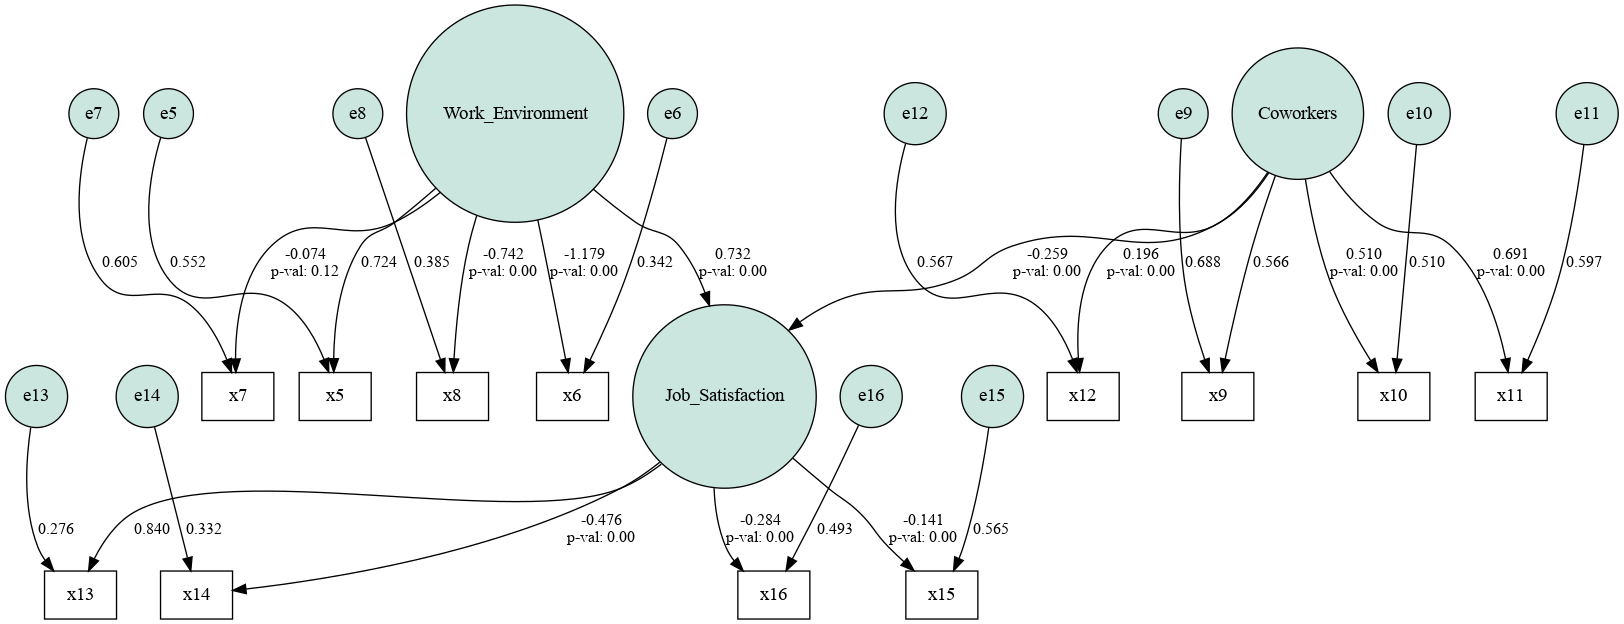 Work_Environment
Coworkers
e7
e5
e8
e6
e12
e9
e10
e11
0.605
0.552
-0.074
p-val: 0.12
0.724
0.385
-0.742
p-val: 0.00
-1.179
p-val: 0.00
0.342
0.732
p-val: 0.00
0.567
-0.259
p-val: 0.00
0.196
p-val: 0.00
0.688
0.566
0.510
p-val: 0.00
0.510
0.691
p-val: 0.00
0.597
e13
e14
x7
x5
x8
x6
Job_Satisfaction
e16
e15
x12
x9
x10
x11
0.276
0.840
0.332
-0.476
p-val: 0.00
-0.284
p-val: 0.00
0.493
-0.141
p-val: 0.00
0.565
x13
x14
x16
x15